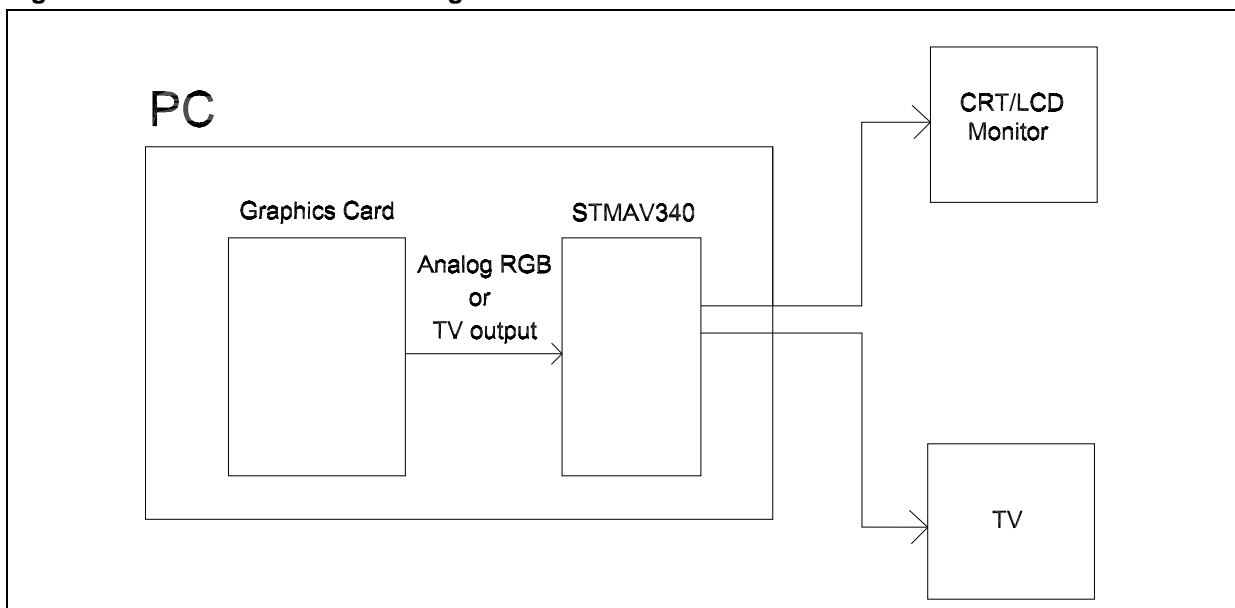 PC
Graphics Card
STMAV340
Analog RGB
or
TV output
CRT/LCD
Monitor
TV